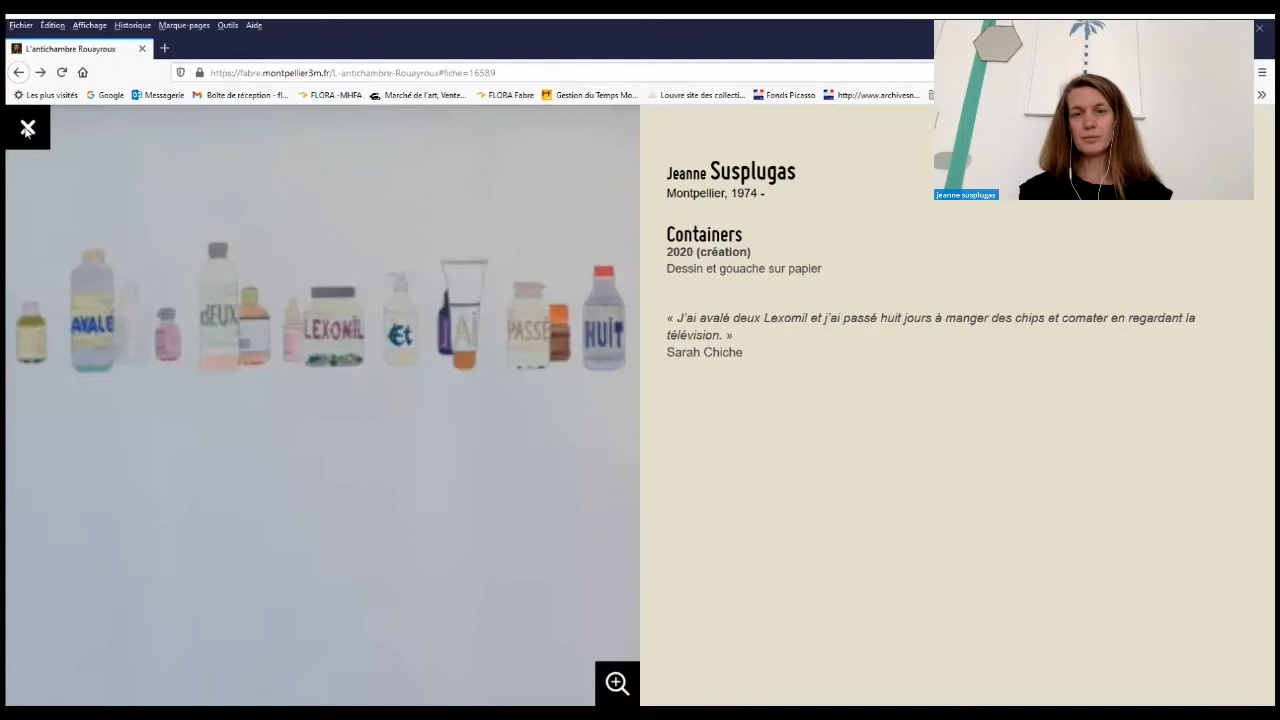 Fichier Édition Affichage Historique Marque-pages Outils Aide
L'antichambre Rouayroux
https://fabre.montpellier3m.fr/L-antichambre-Rouayroux#fiche=16589
Les plus visités Google Messagerie Boîte de réception - fl... FLORA -MHFA Marché de l'art, Vente... FLORA Fabre Gestion du Temps Mo... Louvre site des collecti... Fonds Picasso http://www.archivesn...
jeanne susplugas
Jeanne Susplugas
Montpellier, 1974 -
Containers
2020 (création)
Dessin et gouache sur papier
« J'ai avalé deux Lexomil et j'ai passé huit jours à manger des chips et comater en regardant la
télévision. »
Sarah Chiche
AVALÉ dEUX LEXOMIL Et AI PASSÉ HUIT